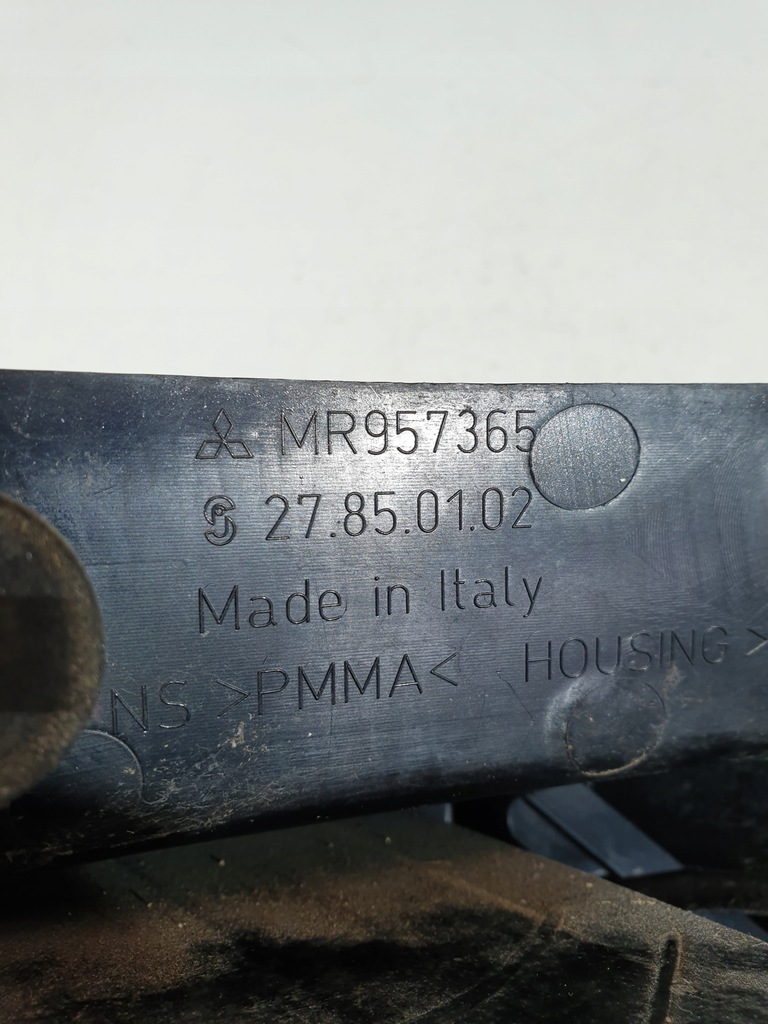 MR957365
27.85.01.02
Made in Italy
NS >PMMA< HOUSING >